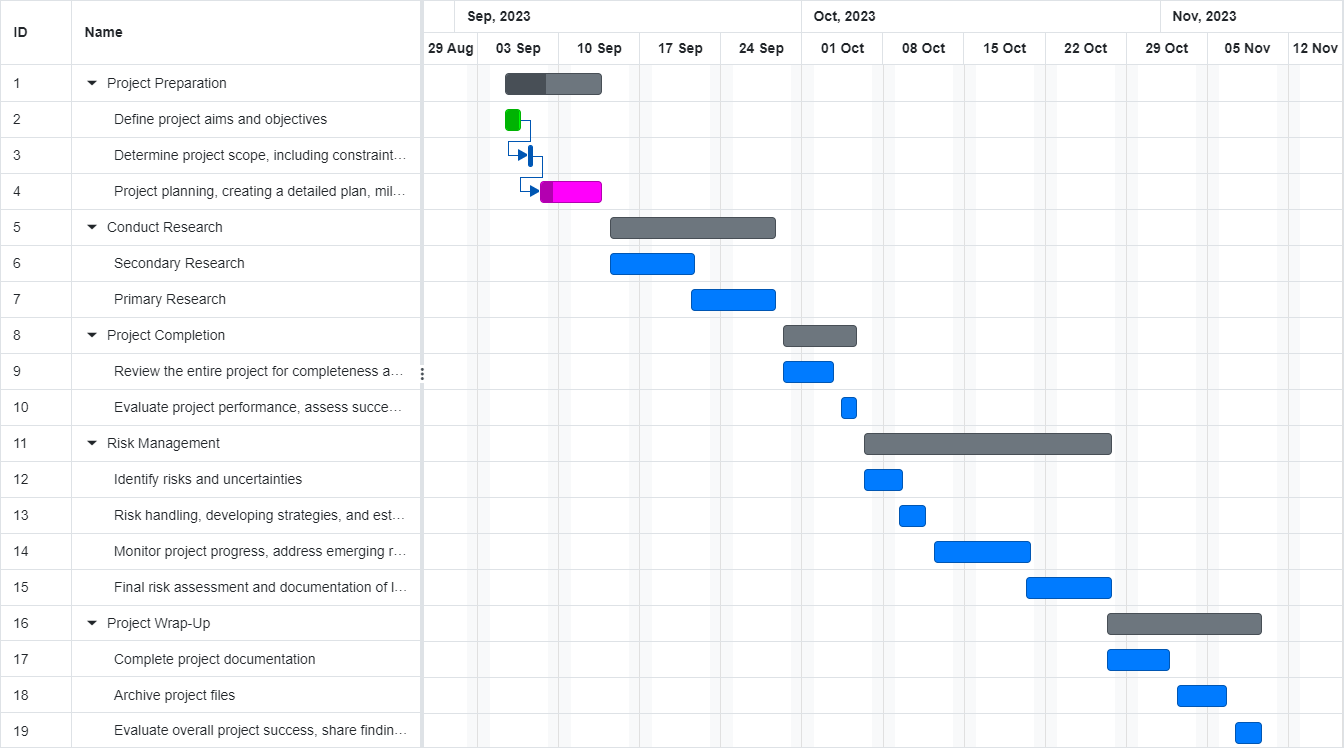 Sep, 2023 Oct, 2023 Nov, 2023
ID Name
29 Aug 03 Sep 10 Sep 17 Sep 24 Sep 01 Oct 08 Oct 15 Oct 22 Oct 29 Oct 05 Nov 12 Nov
1 Project Preparation
2 Define project aims and objectives
3 Determine project scope, including constraint...
4 Project planning, creating a detailed plan, mil...
5 Conduct Research
6 Secondary Research
7 Primary Research
8 Project Completion
9 Review the entire project for completeness a...
10 Evaluate project performance, assess succe...
11 Risk Management
12 Identify risks and uncertainties
13 Risk handling, developing strategies, and est...
14 Monitor project progress, address emerging r...
15 Final risk assessment and documentation of l...
16 Project Wrap-Up
17 Complete project documentation
18 Archive project files
19 Evaluate overall project success, share findin...